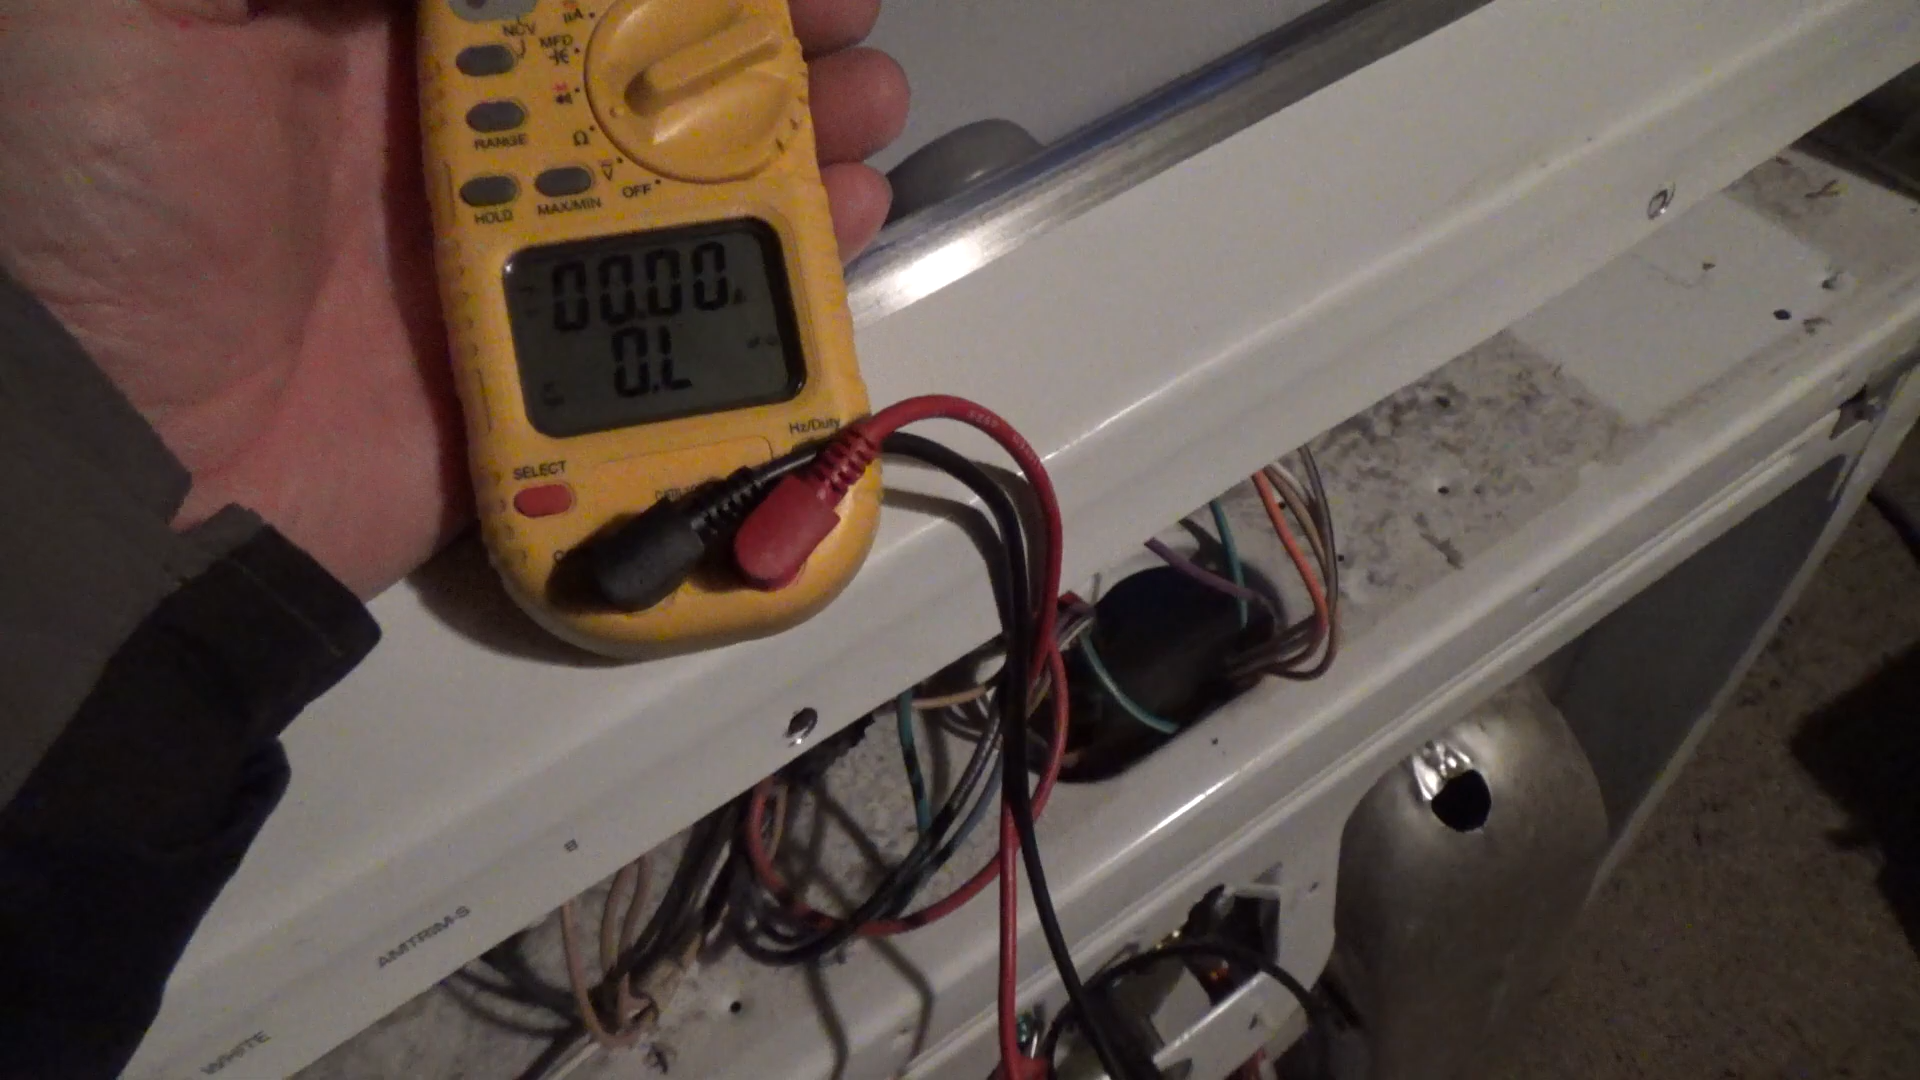 NCV
MFD
RANGE
Ω
HOLD
MAX/MIN
V
OFF
00.00
0.L
Hz/Duty
SELECT
B
AMTRIM-S
WHITE